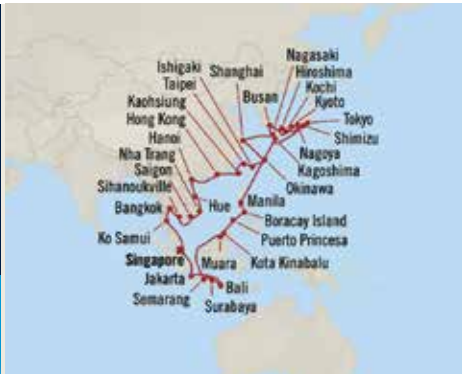 Nagasaki
Ishigaki
Shanghai
Hiroshima
Taipei
Kochi
Busan
Kyoto
Kaohsiung
Tokyo
Hong Kong
Shimizu
Hanoi
Nagoya
Nha Trang
Kagoshima
Saigon
Okinawa
Sihanoukville
Manila
Bangkok
Hue
Boracay Island
Ko Samui
Puerto Princesa
Singapore
Muara
Kota Kinabalu
Jakarta
Bali
Semarang
Surabaya